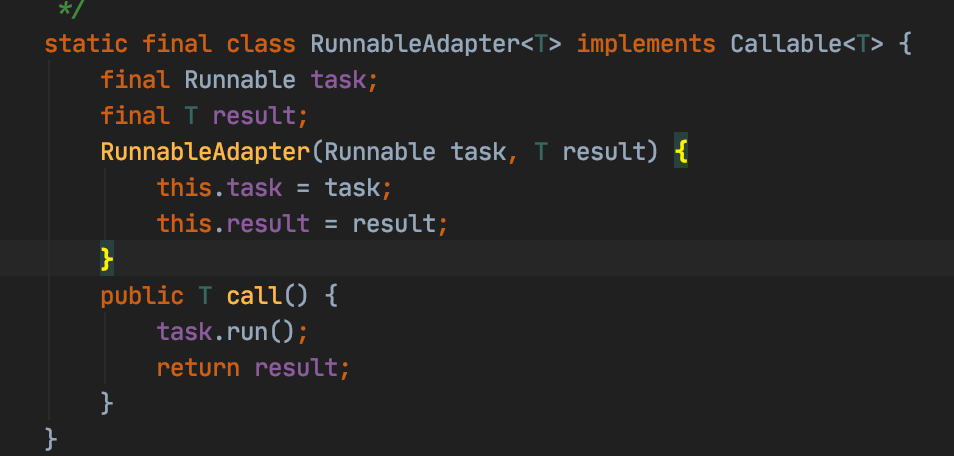 */
static final class RunnableAdapter<T> implements Callable<T> {
final Runnable task;
final T result;
RunnableAdapter(Runnable task, T result) {
this.task = task;
this.result = result;
}
public T call() {
task.run();
return result;
}
}